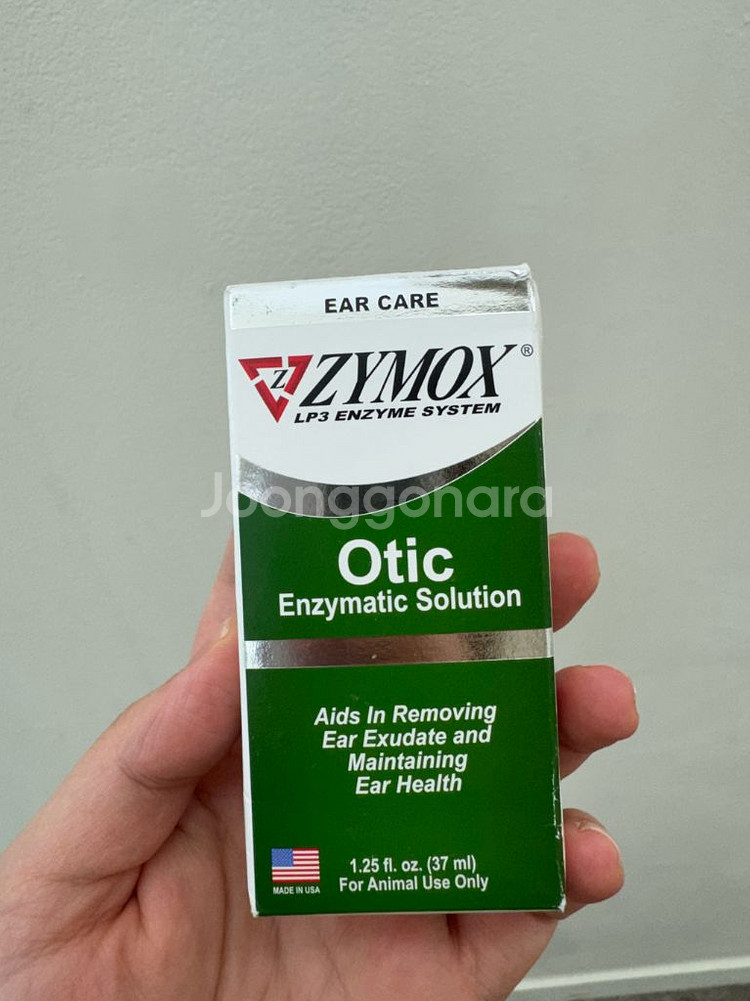 EAR CARE
Z ZYMOX®
LP3 ENZYME SYSTEM
Joonggonara
Otic
Enzymatic Solution
Aids In Removing
Ear Exudate and
Maintaining
Ear Health
1.25 fl. oz. (37 ml)
For Animal Use Only
MADE IN USA